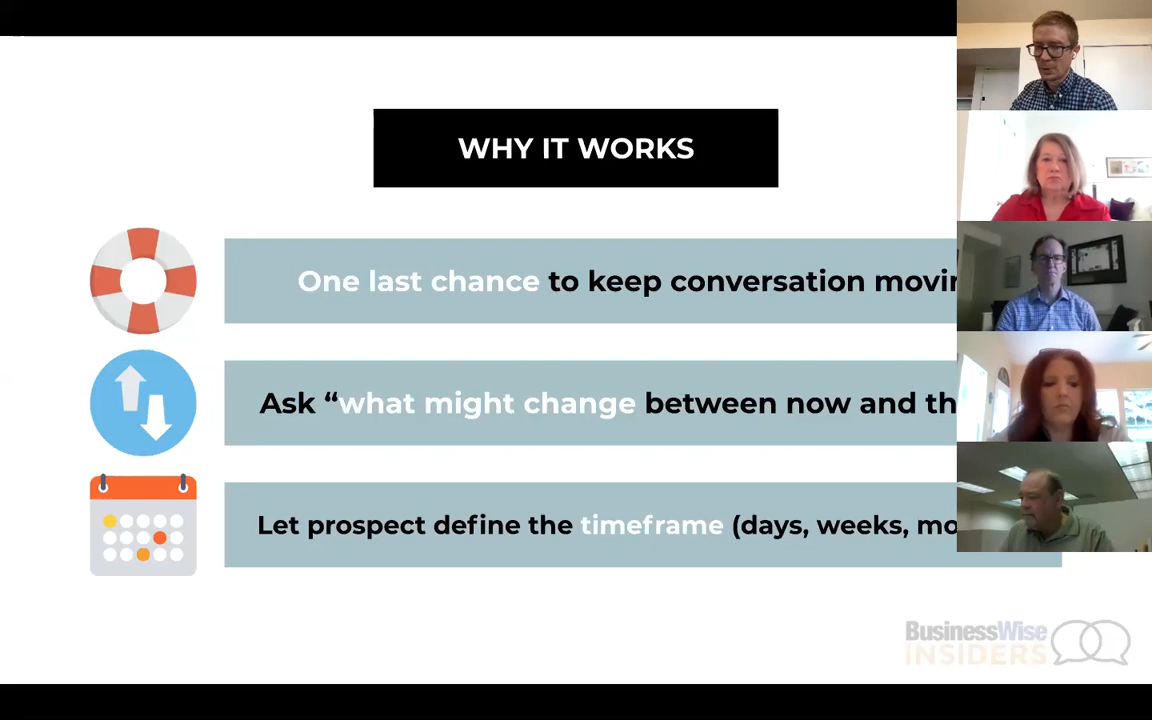 WHY IT WORKS
One last chance to keep conversation movin
Ask “what might change between now and th
Let prospect define the timeframe (days, weeks, mo
BusinessWise
INSIDERS